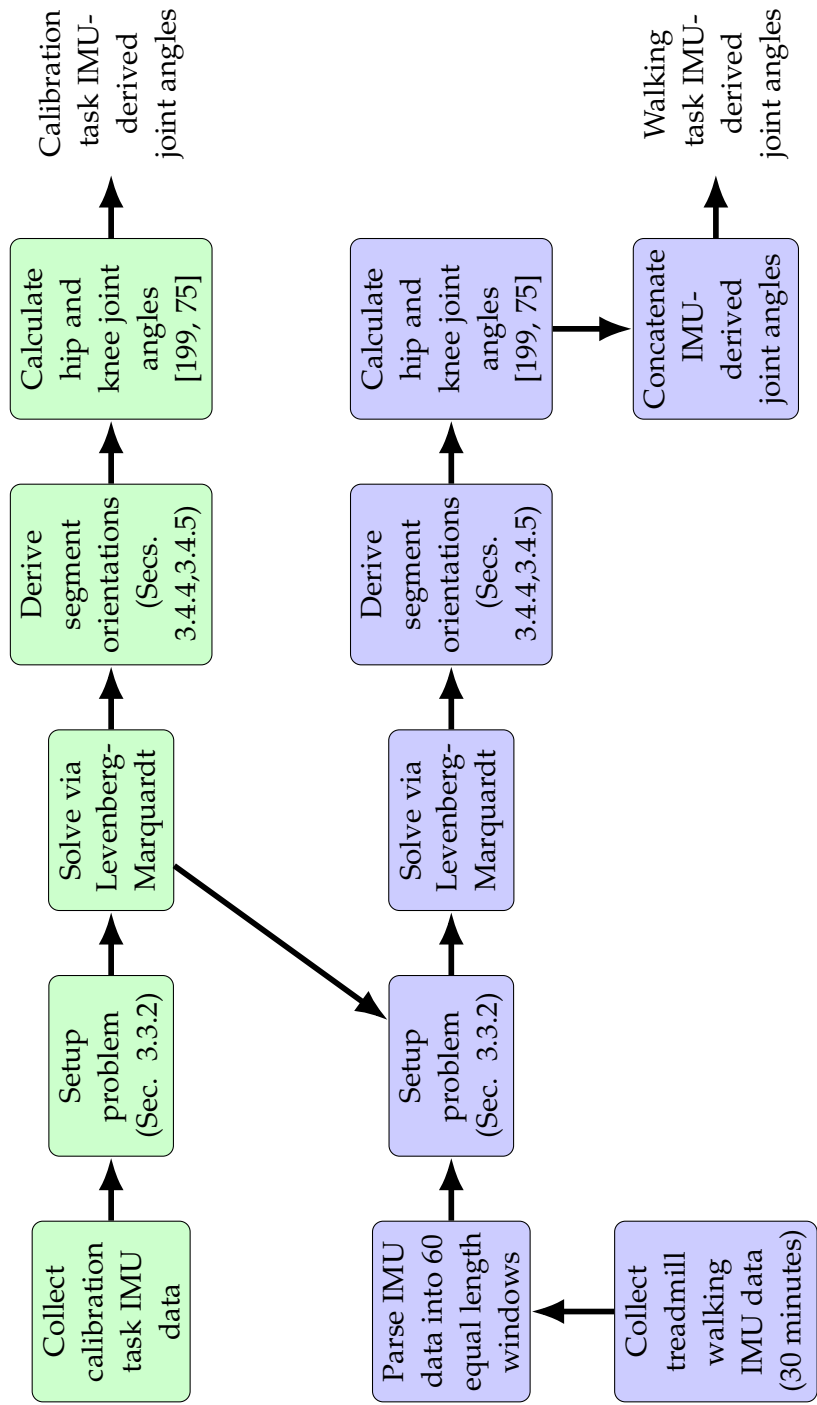 Collect
calibration
task IMU
data
Setup
problem
(Sec. 3.3.2)
Solve via
Levenberg-
Marquardt
Derive
segment
orientations
(Secs.
3.4.4,3.4.5)
Calculate
hip and
knee joint
angles
[199, 75]
Calibration
task IMU-
derived
joint angles
Collect
treadmill
walking
IMU data
(30 minutes)
Parse IMU
data into 60
equal length
windows
Setup
problem
(Sec. 3.3.2)
Solve via
Levenberg-
Marquardt
Derive
segment
orientations
(Secs.
3.4.4,3.4.5)
Calculate
hip and
knee joint
angles
[199, 75]
Concatenate
IMU-
derived
joint angles
Walking
task IMU-
derived
joint angles